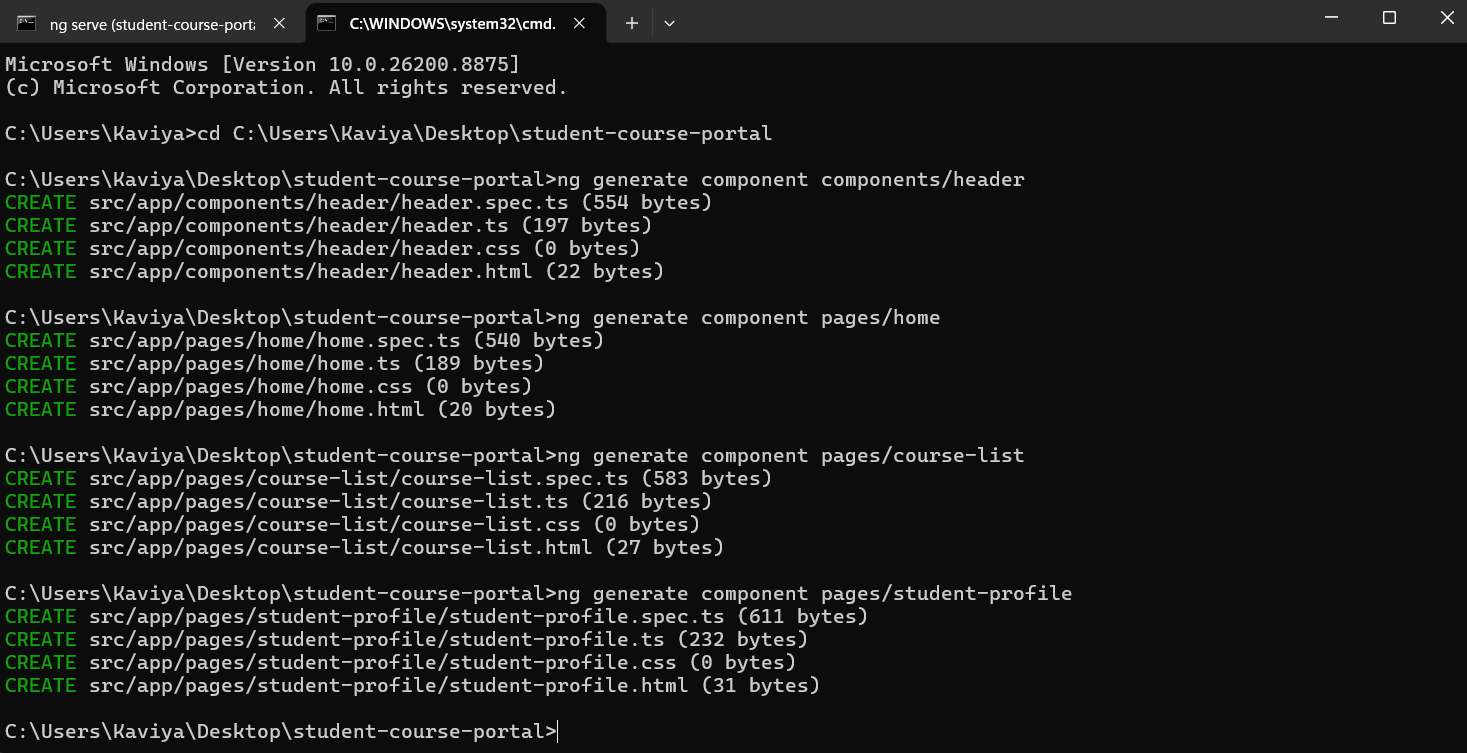 ng serve (student-course-porta
C:\WINDOWS\system32\cmd.
Microsoft Windows [Version 10.0.26200.8875]
(c) Microsoft Corporation. All rights reserved.
C:\Users\Kaviya>cd C:\Users\Kaviya\Desktop\student-course-portal
C:\Users\Kaviya\Desktop\student-course-portal>ng generate component components/header
CREATE src/app/components/header/header.spec.ts (554 bytes)
CREATE src/app/components/header/header.ts (197 bytes)
CREATE src/app/components/header/header.css (0 bytes)
CREATE src/app/components/header/header.html (22 bytes)
C:\Users\Kaviya\Desktop\student-course-portal>ng generate component pages/home
CREATE src/app/pages/home/home.spec.ts (540 bytes)
CREATE src/app/pages/home/home.ts (189 bytes)
CREATE src/app/pages/home/home.css (0 bytes)
CREATE src/app/pages/home/home.html (20 bytes)
C:\Users\Kaviya\Desktop\student-course-portal>ng generate component pages/course-list
CREATE src/app/pages/course-list/course-list.spec.ts (583 bytes)
CREATE src/app/pages/course-list/course-list.ts (216 bytes)
CREATE src/app/pages/course-list/course-list.css (0 bytes)
CREATE src/app/pages/course-list/course-list.html (27 bytes)
C:\Users\Kaviya\Desktop\student-course-portal>ng generate component pages/student-profile
CREATE src/app/pages/student-profile/student-profile.spec.ts (611 bytes)
CREATE src/app/pages/student-profile/student-profile.ts (232 bytes)
CREATE src/app/pages/student-profile/student-profile.css (0 bytes)
CREATE src/app/pages/student-profile/student-profile.html (31 bytes)
C:\Users\Kaviya\Desktop\student-course-portal>